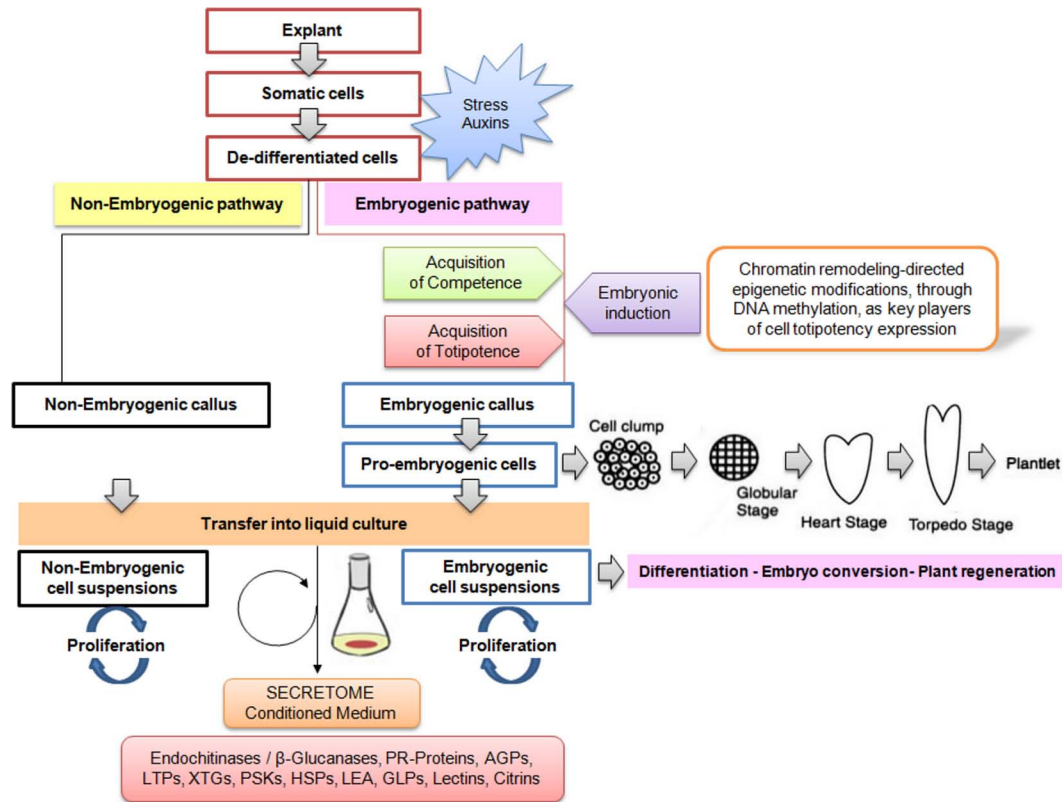 Explant
Somatic cells
Stress
Auxins
De-differentiated cells
Non-Embryogenic pathway
Embryogenic pathway
Acquisition
of Competence
Embryonic
induction
Chromatin remodeling-directed
epigenetic modifications, through
DNA methylation, as key players
of cell totipotency expression
Acquisition
of Totipotence
Non-Embryogenic callus
Embryogenic callus
Pro-embryogenic cells
Cell clump
Globular
Stage
Heart Stage
Torpedo Stage
Plantlet
Transfer into liquid culture
Non-Embryogenic
cell suspensions
Embryogenic
cell suspensions
Differentiation - Embryo conversion- Plant regeneration
Proliferation
Proliferation
SECRETOME
Conditioned Medium
Endochitinases / β-Glucanases, PR-Proteins, AGPs,
LTPs, XTGs, PSKs, HSPs, LEA, GLPs, Lectins, Citrins